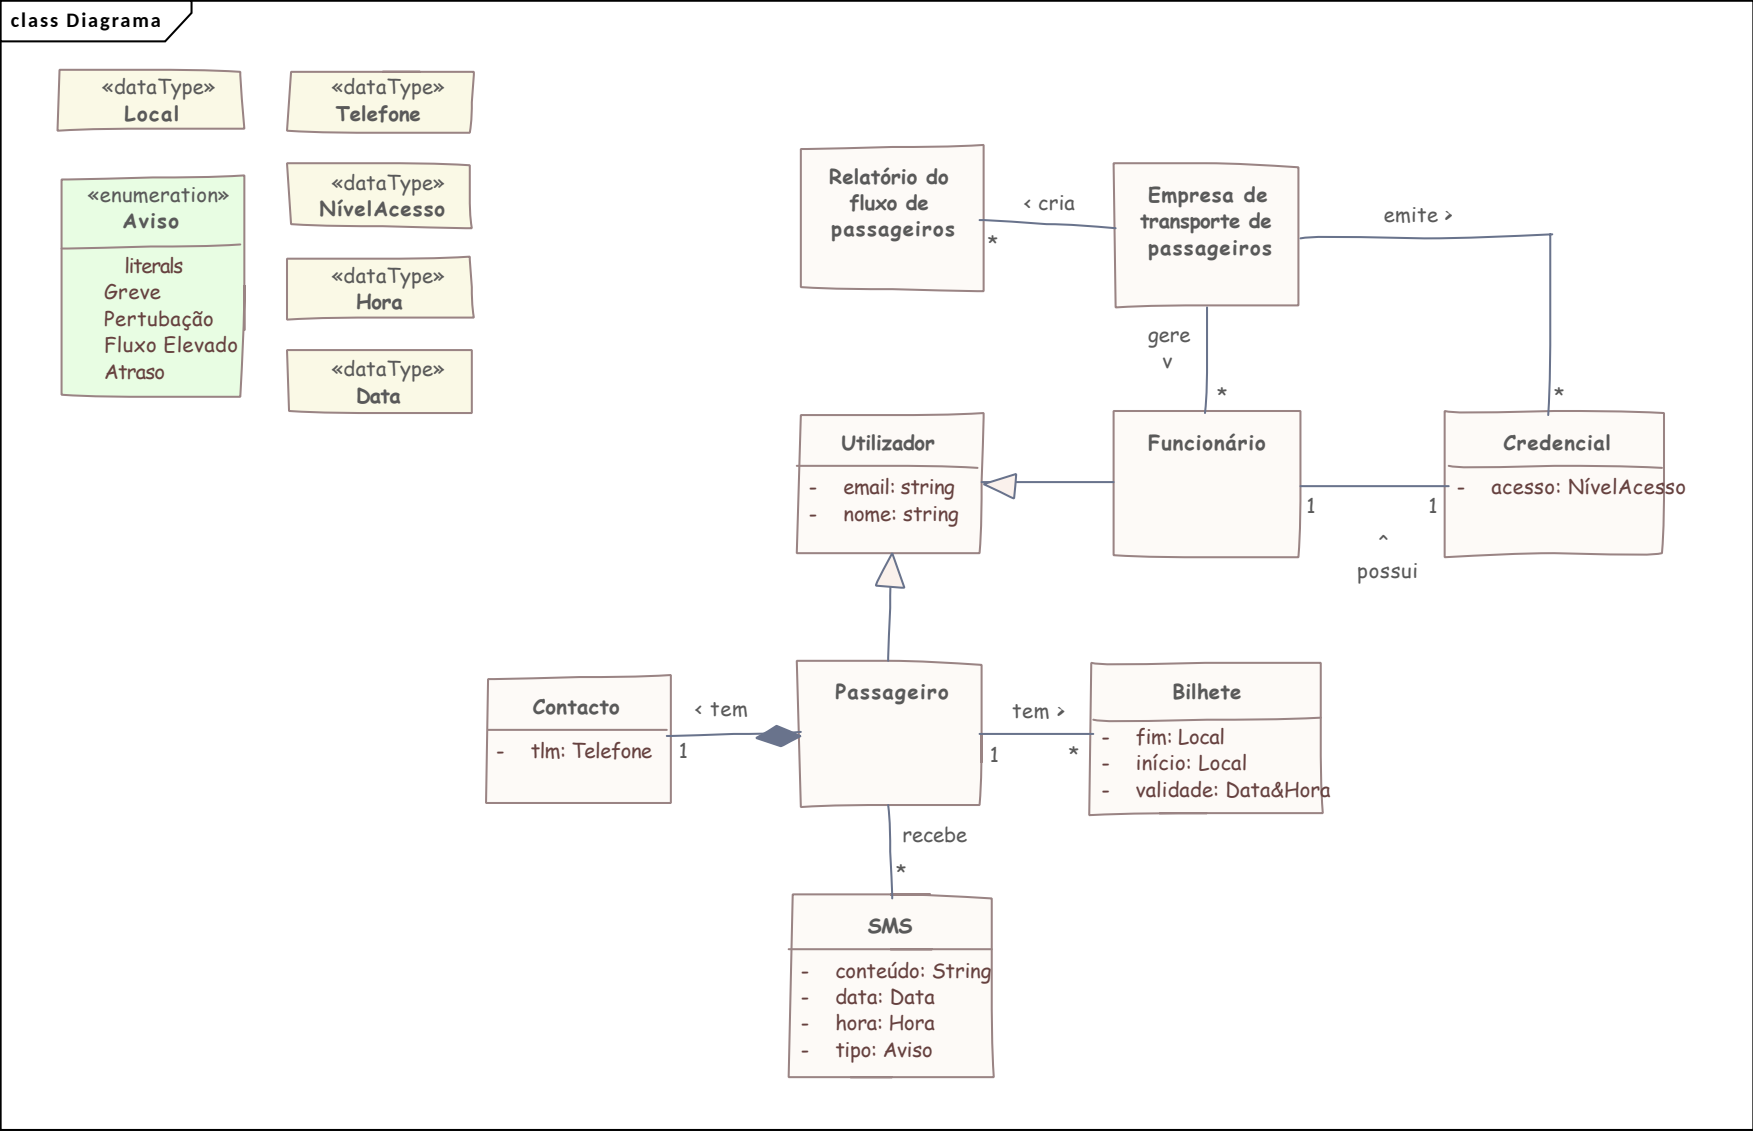 class Diagrama
«dataType»
Local
«dataType»
Telefone
«enumeration»
Aviso
literals
Greve
Pertubação
Fluxo Elevado
Atraso
«dataType»
NívelAcesso
«dataType»
Hora
«dataType»
Data
Relatório do
fluxo de
passageiros
< cria
*
Empresa de
transporte de
passageiros
emite >
*
gere
v
*
Utilizador
- email: string
- nome: string
Funcionário
1
1
^
possui
Credencial
- acesso: NívelAcesso
Contacto
- tlm: Telefone
< tem
1
Passageiro
tem >
1
*
Bilhete
- fim: Local
- início: Local
- validade: Data&Hora
recebe
*
SMS
- conteúdo: String
- data: Data
- hora: Hora
- tipo: Aviso